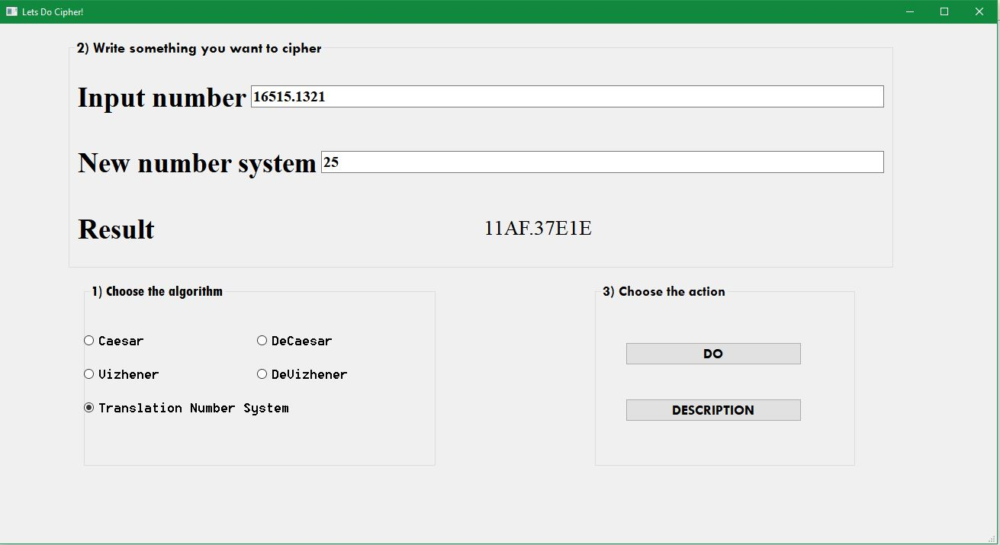 Lets Do Cipher!
2) Write something you want to cipher
Input number 16515.1321
New number system 25
Result 11AF.37E1E
1) Choose the algorithm
Caesar DeCaesar
Vizhener DeVizhener
Translation Number System
3) Choose the action
DO
DESCRIPTION